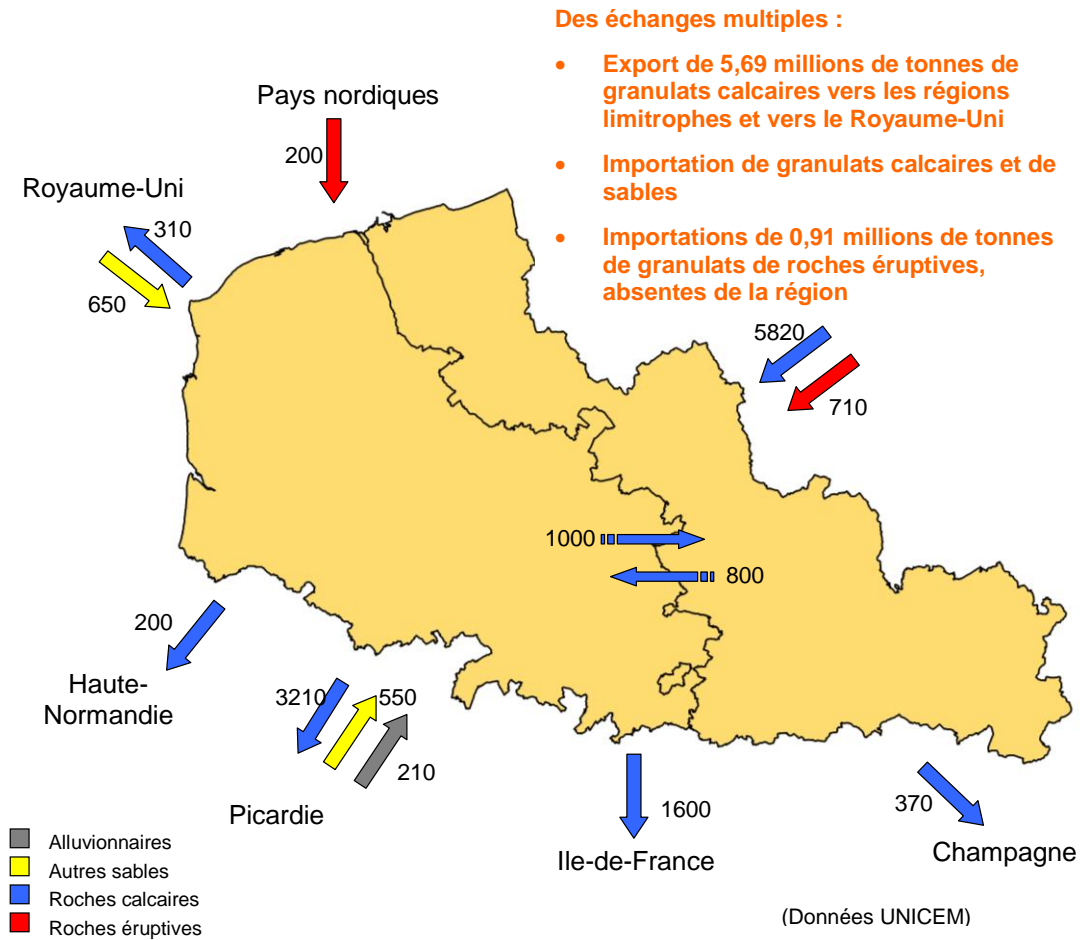 Des échanges multiples :
• Export de 5,69 millions de tonnes de
granulats calcaires vers les régions
limitrophes et vers le Royaume-Uni
• Importation de granulats calcaires et de
sables
• Importations de 0,91 millions de tonnes
de granulats de roches éruptives,
absentes de la région
Pays nordiques
200
Royaume-Uni
310
650
5820
710
1000
800
200
Haute-
Normandie
3210
550
210
Picardie
1600
Ile-de-France
370
Champagne
Alluvionnaires
Autres sables
Roches calcaires
Roches éruptives
(Données UNICEM)